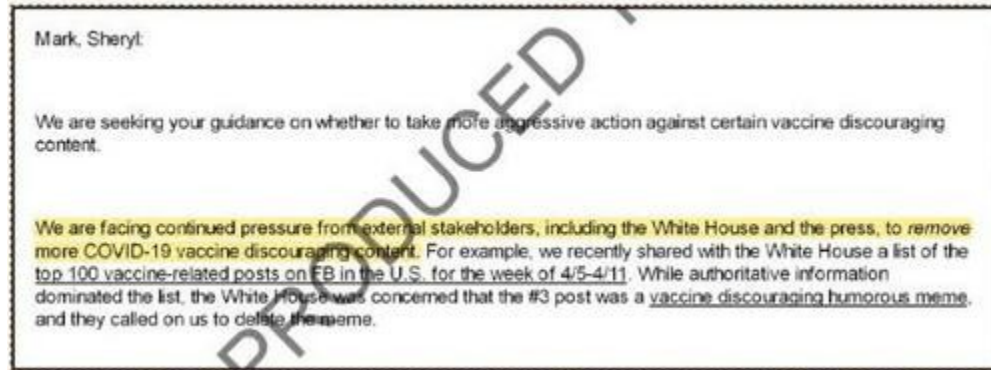 Mark, Sheryl:
We are seeking your guidance on whether to take more aggressive action against certain vaccine discouraging
content.
We are facing continued pressure from external stakeholders, including the White House and the press, to remove
more COVID-19 vaccine discouraging content. For example, we recently shared with the White House a list of the
top 100 vaccine-related posts on FB in the U.S. for the week of 4/5-4/11. While authoritative information
dominated the list, the White House was concerned that the #3 post was a vaccine discouraging humorous meme,
and they called on us to delete the meme.
PRODUCED